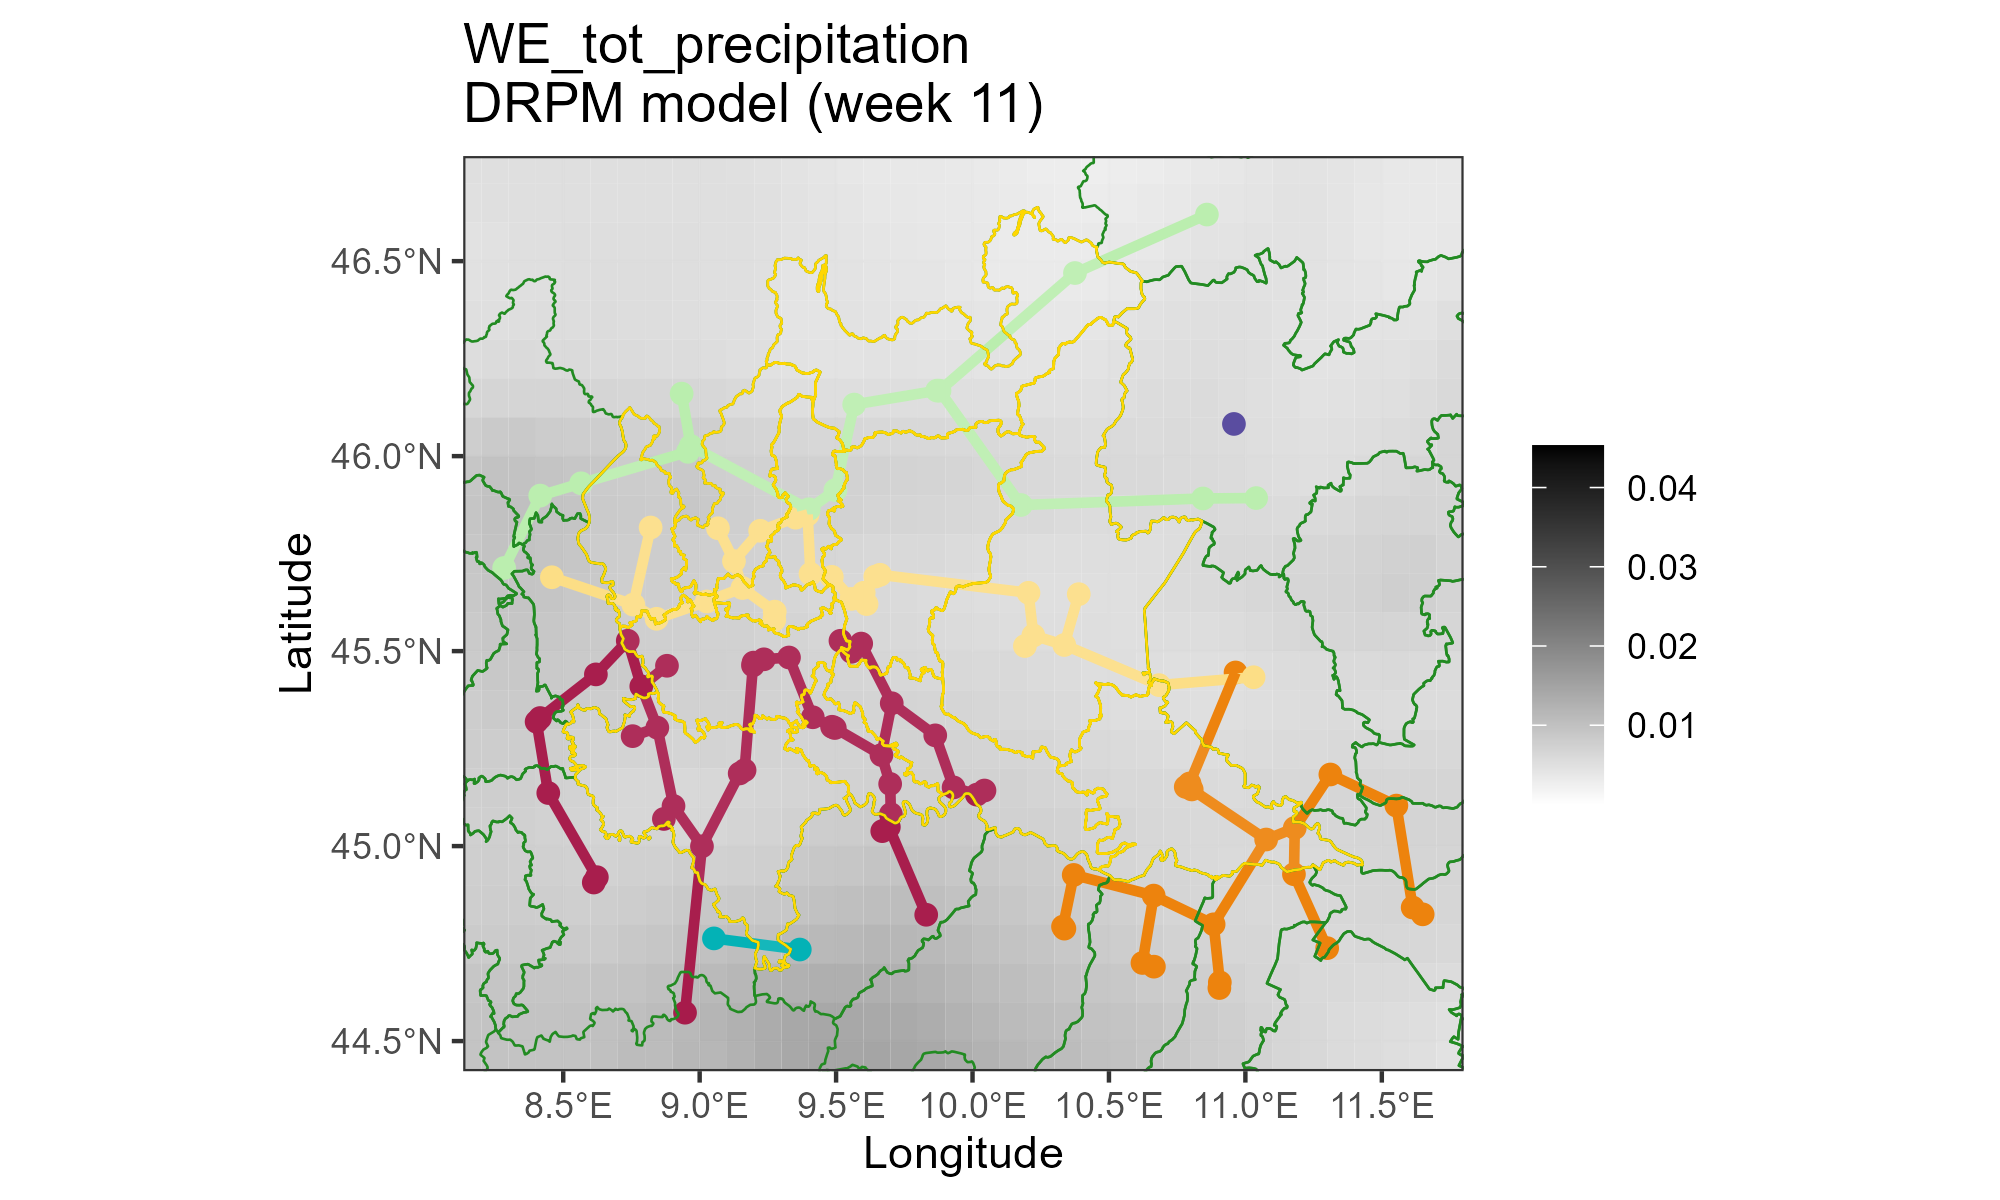 WE_tot_precipitation
DRPM model (week 11)
Latitude
46.5°N
46.0°N
45.5°N
45.0°N
44.5°N
8.5°E
9.0°E
9.5°E
10.0°E
10.5°E
11.0°E
11.5°E
Longitude
0.04
0.03
0.02
0.01